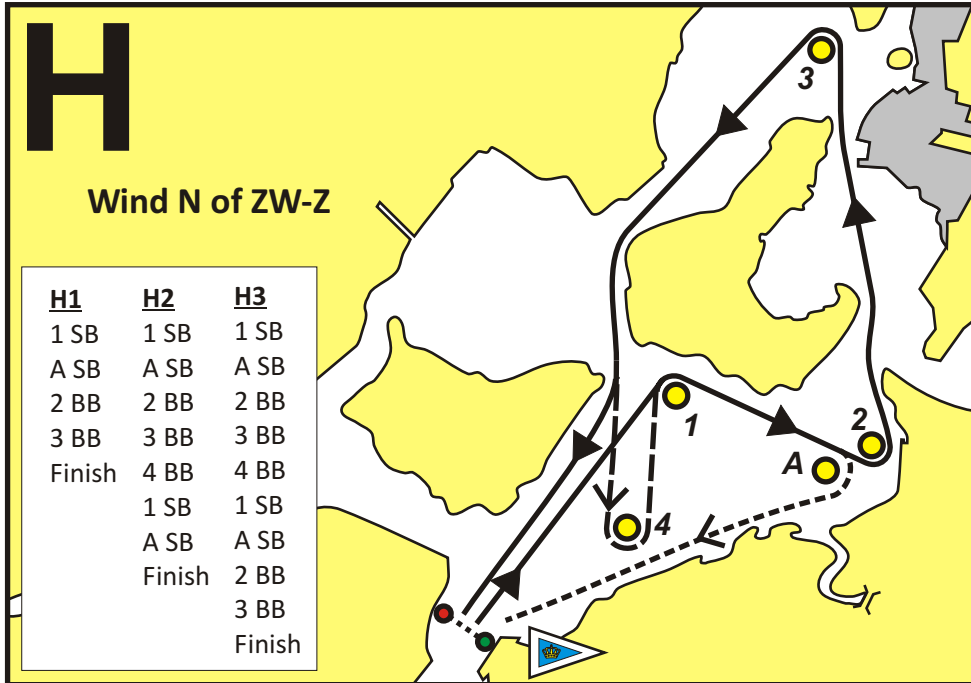 H
Wind N of ZW-Z
H1
1 SB
A SB
2 BB
3 BB
Finish
H2
1 SB
A SB
2 BB
3 BB
4 BB
1 SB
A SB
Finish
H3
1 SB
A SB
2 BB
3 BB
4 BB
1 SB
A SB
2 BB
3 BB
Finish
3
1
2
A
4